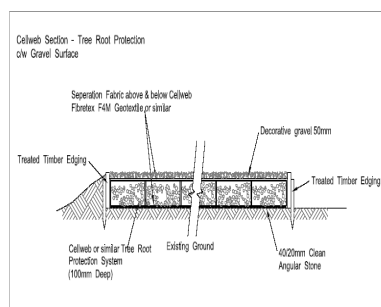 Cellweb Section - Tree Root Protection
c/w Gravel Surface
Seperation Fabric above & below Cellweb
Fibretex F4M Geotextile or similar
Decorative gravel 50mm
Treated Timber Edging
Treated Timber Edging
Cellweb or similar Tree Root
Protection System
(100mm Deep)
Existing Ground
40/20mm Clean
Angular Stone